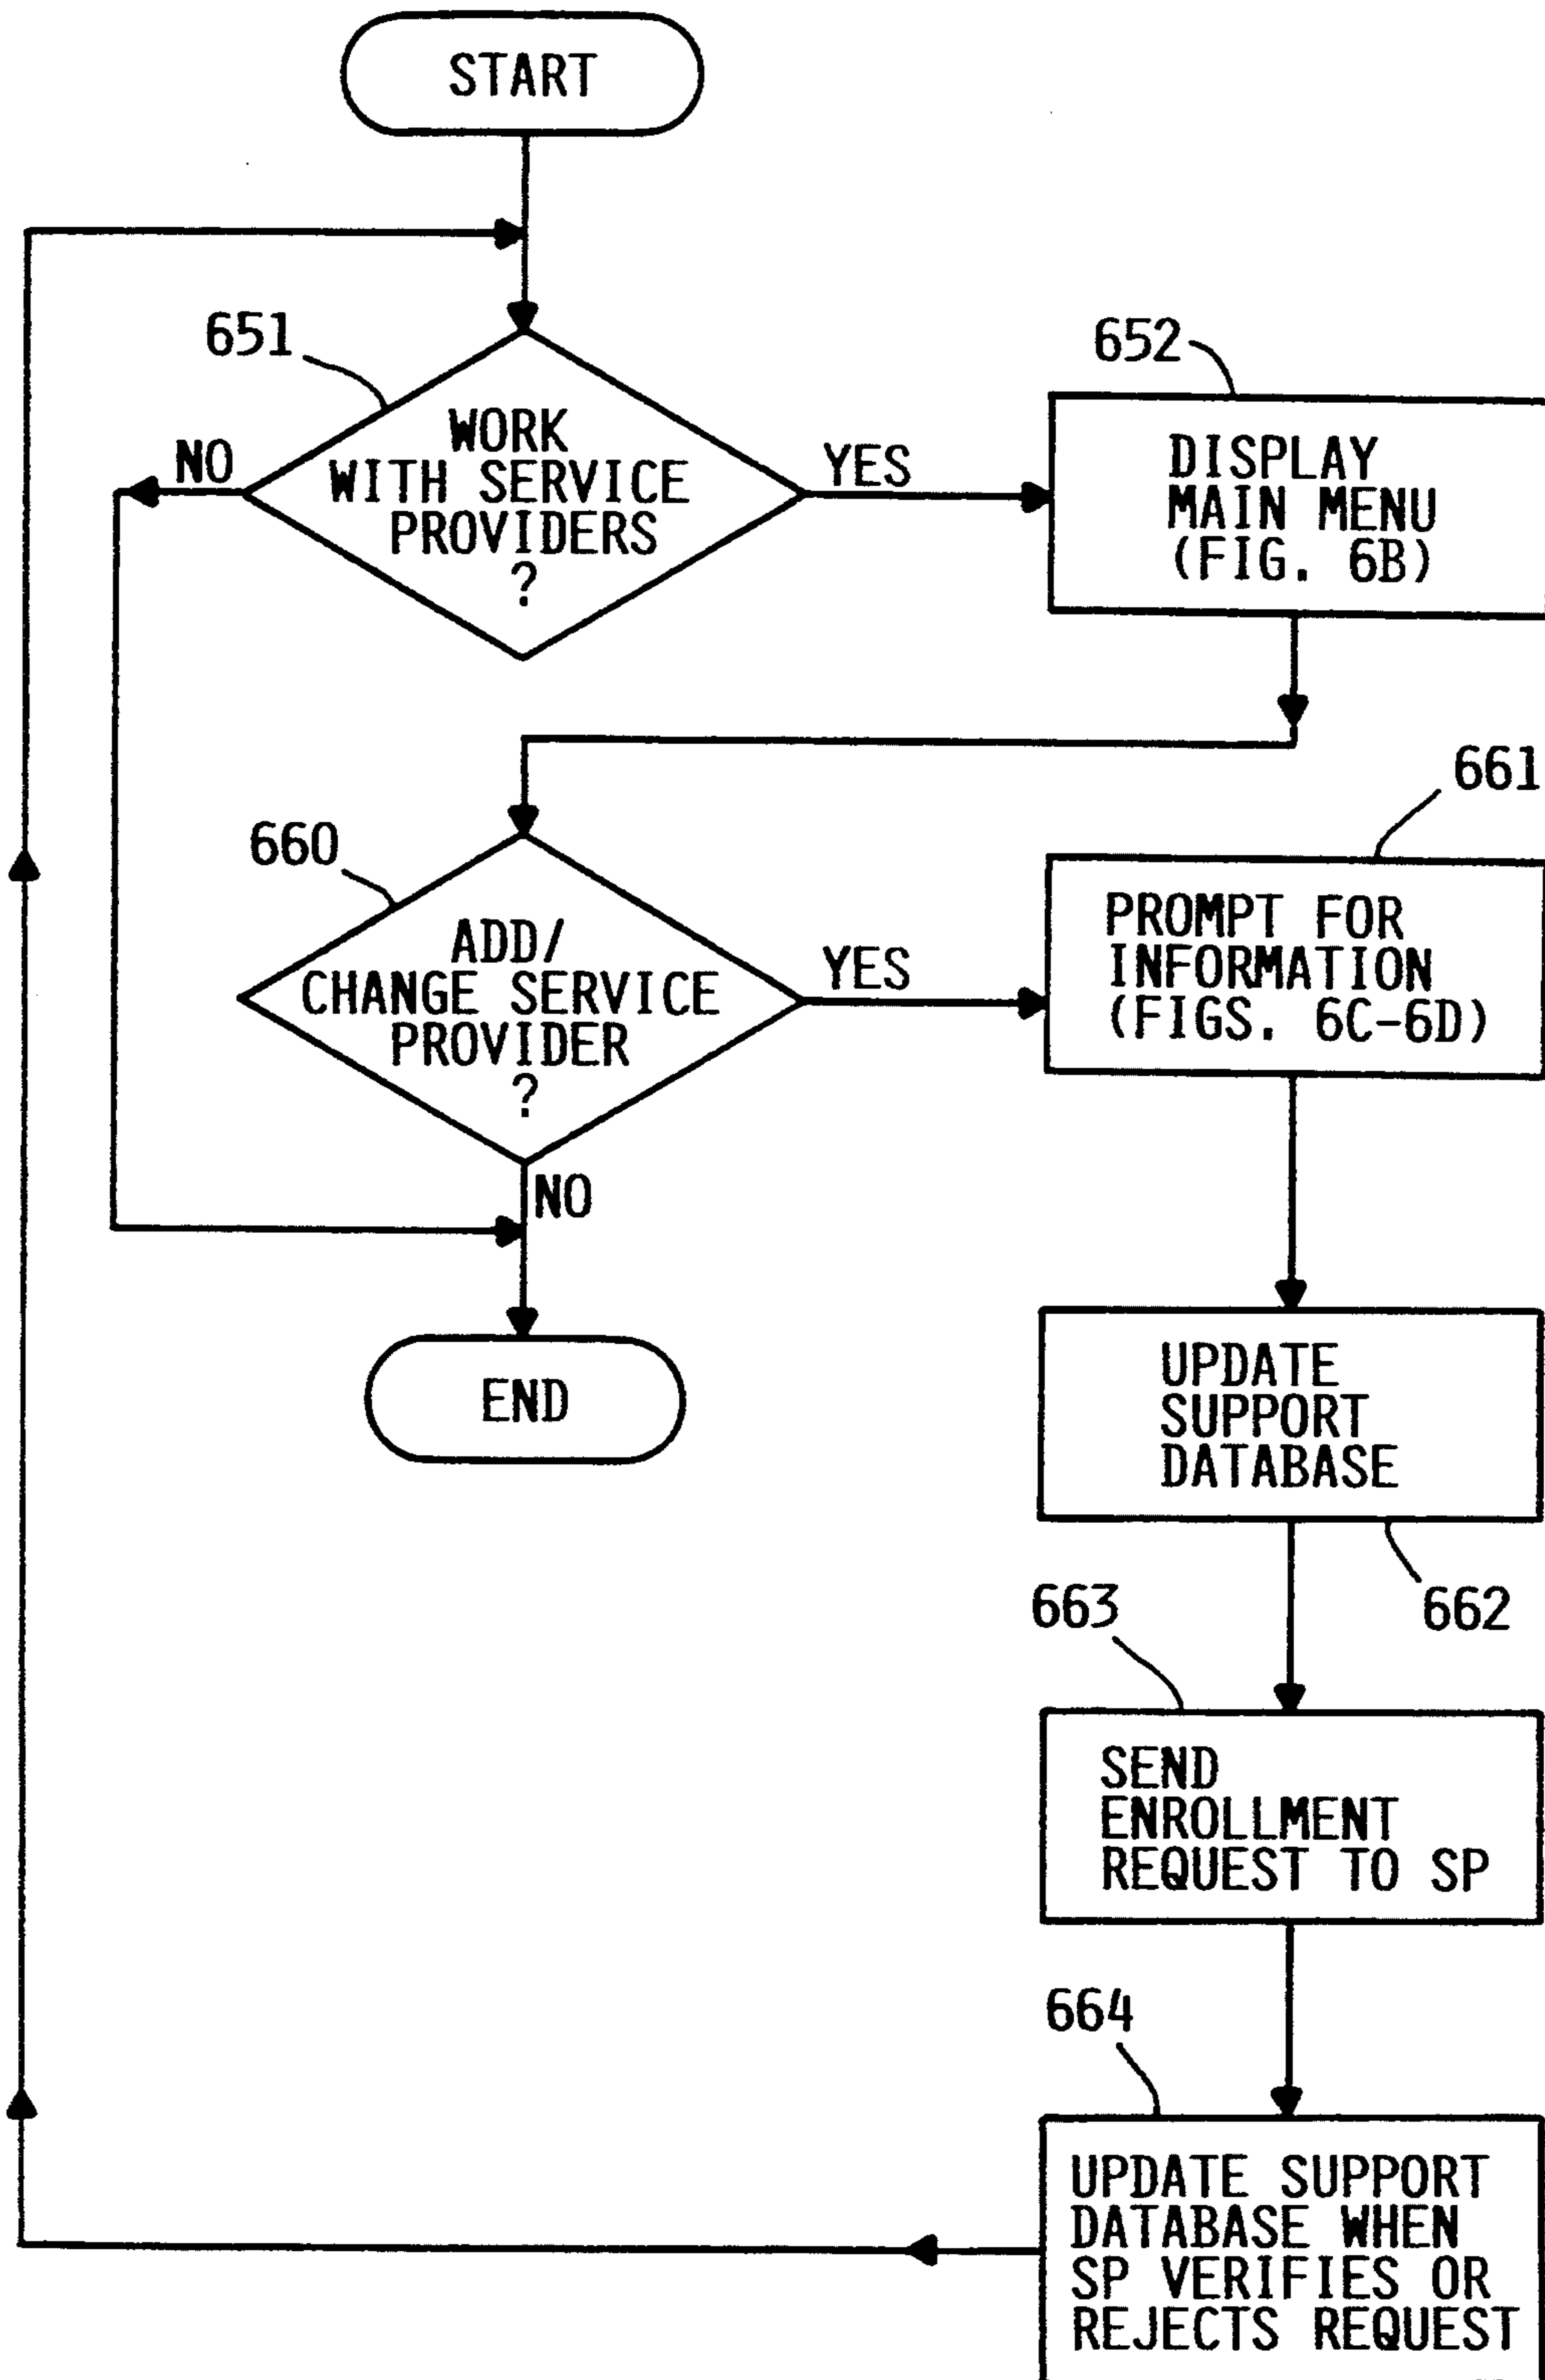 START
651
WORK
WITH SERVICE
PROVIDERS
?
NO
YES
652
DISPLAY
MAIN MENU
(FIG. 6B)
660
ADD/
CHANGE SERVICE
PROVIDER
?
YES
NO
661
PROMPT FOR
INFORMATION
(FIGS. 6C-6D)
END
UPDATE
SUPPORT
DATABASE
662
663
SEND
ENROLLMENT
REQUEST TO SP
664
UPDATE SUPPORT
DATABASE WHEN
SP VERIFIES OR
REJECTS REQUEST